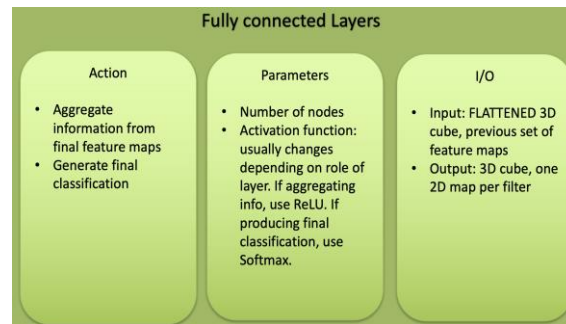 Fully connected Layers
Action
• Aggregate
information from
final feature maps
• Generate final
classification
Parameters
• Number of nodes
• Activation function:
usually changes
depending on role of
layer. If aggregating
info, use ReLU. If
producing final
classification, use
Softmax.
I/O
• Input: FLATTENED 3D
cube, previous set of
feature maps
• Output: 3D cube, one
2D map per filter